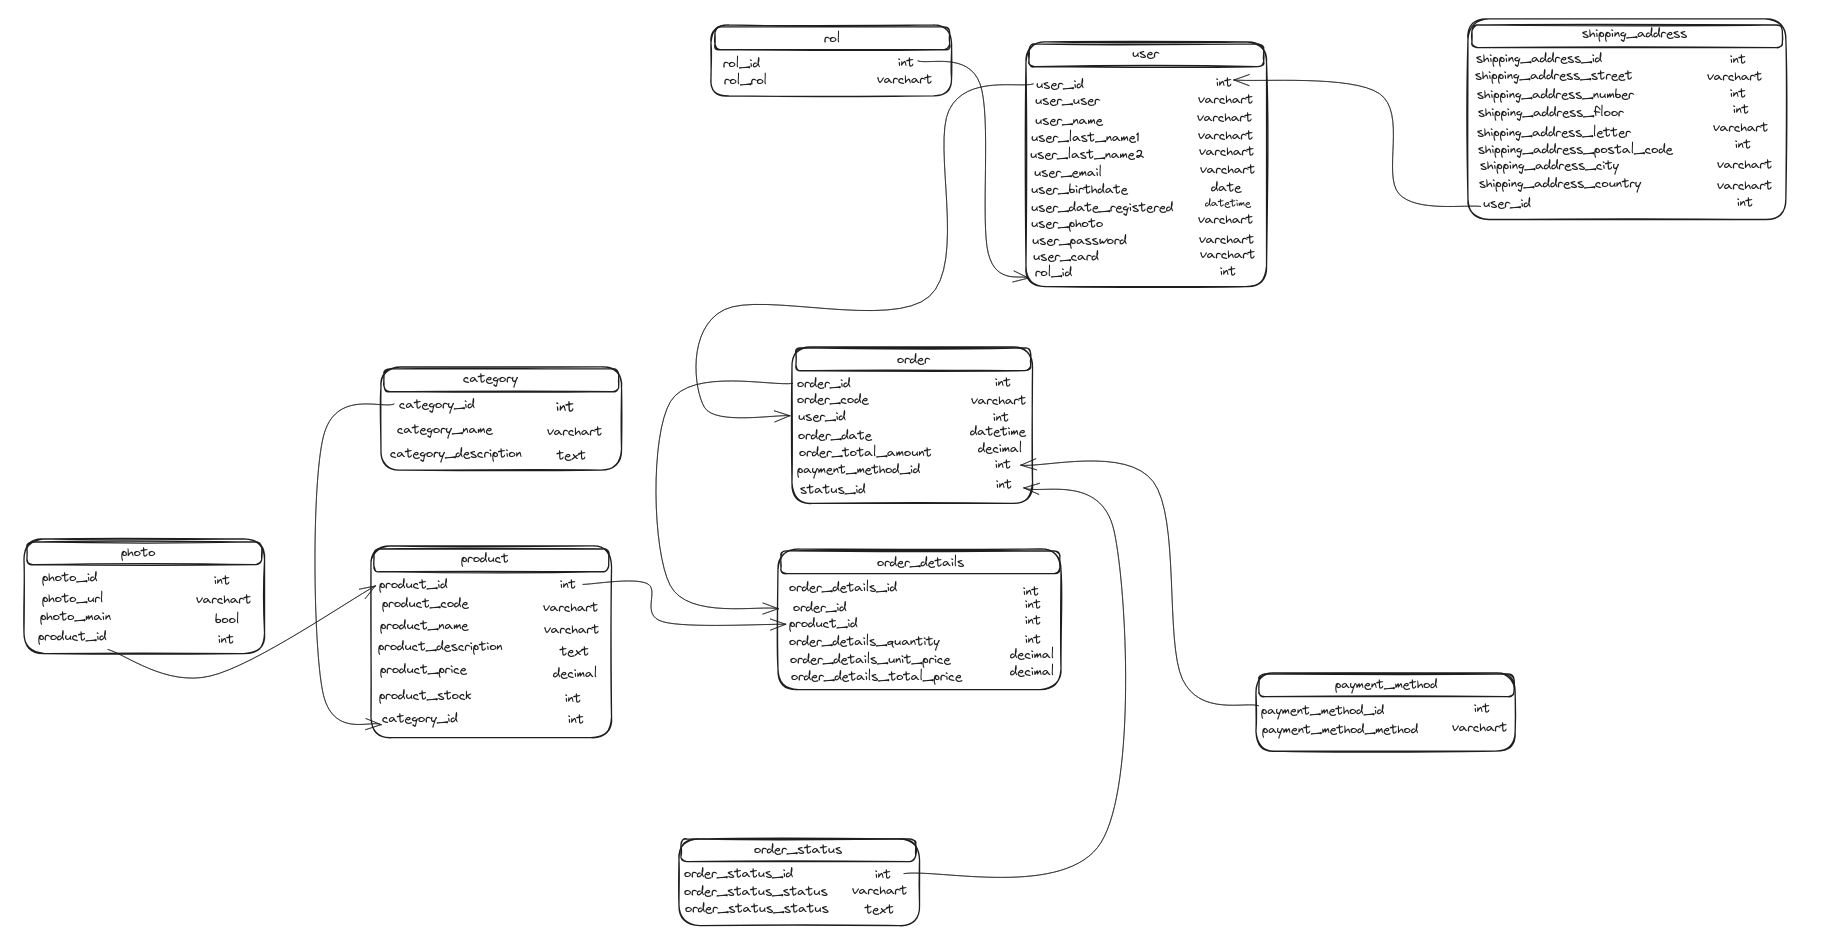 rol
rol_id int
rol_rol varchart
user
user_id int
user_user varchart
user_name varchart
user_last_name1 varchart
user_last_name2 varchart
user_email varchart
user_birthdate date
user_date_registered datetime
user_photo varchart
user_password varchart
user_card varchart
rol_id int
shipping_address
shipping_address_id int
shipping_address_street varchart
shipping_address_number int
shipping_address_floor int
shipping_address_letter varchart
shipping_address_postal_code int
shipping_address_city varchart
shipping_address_country varchart
user_id int
category
category_id int
category_name varchart
category_description text
order
order_id int
order_code varchart
user_id int
order_date datetime
order_total_amount decimal
payment_method_id int
status_id int
photo
photo_id int
photo_url varchart
photo_main bool
product_id int
product
product_id int
product_code varchart
product_name varchart
product_description text
product_price decimal
product_stock int
category_id int
order_details
order_details_id int
order_id int
product_id int
order_details_quantity int
order_details_unit_price decimal
order_details_total_price decimal
payment_method
payment_method_id int
payment_method_method varchart
order_status
order_status_id int
order_status_status varchart
order_status_status text